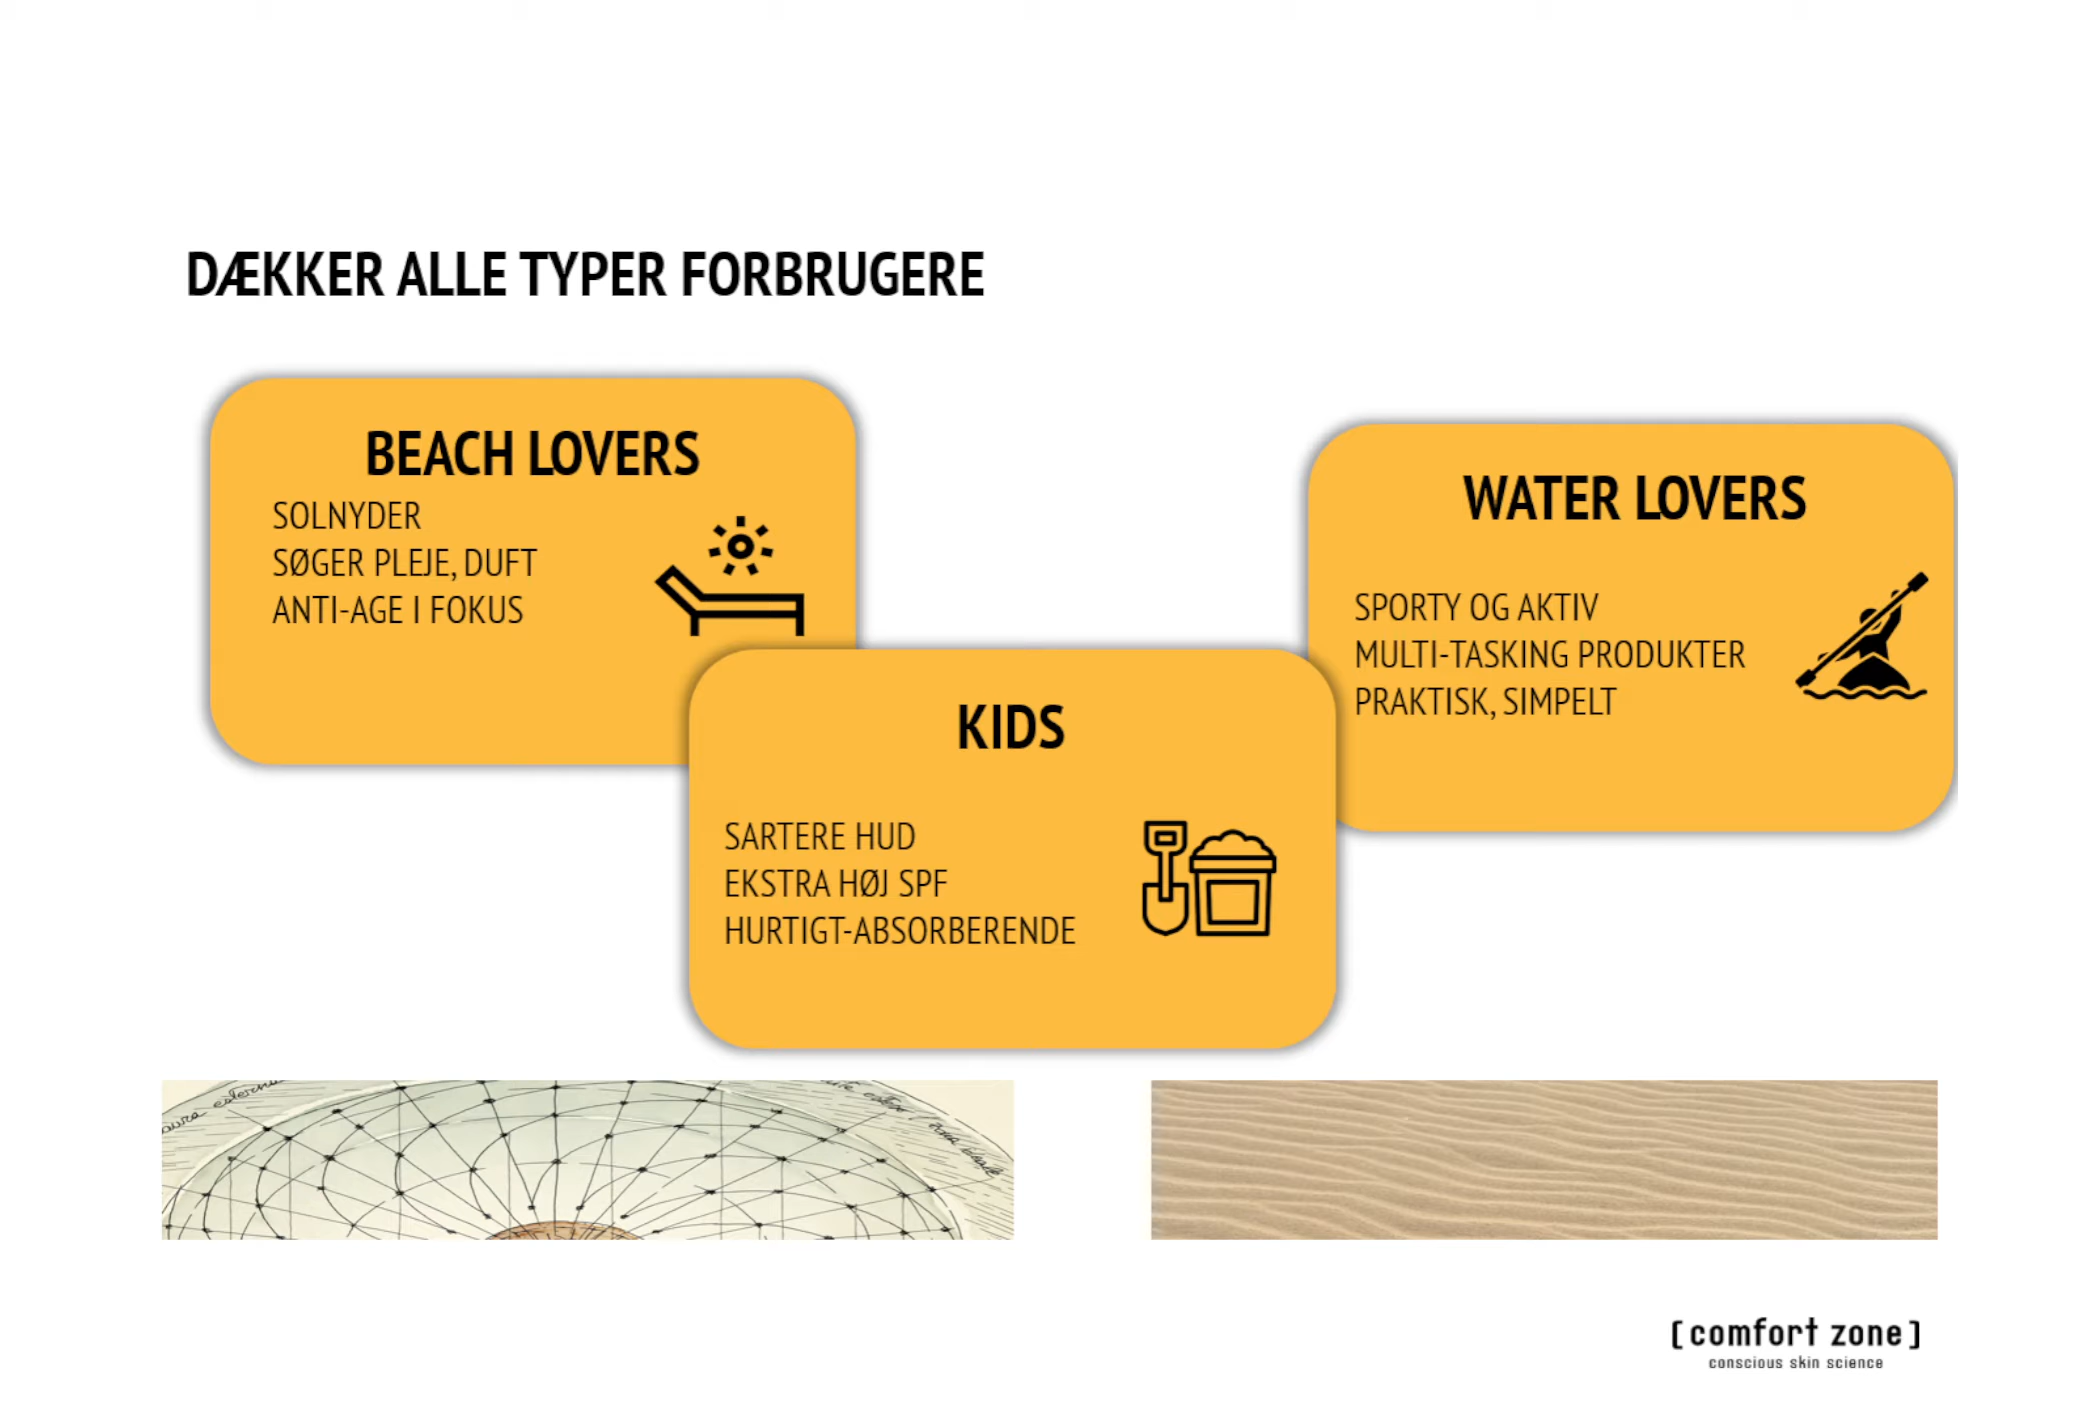 DÆKKER ALLE TYPER FORBRUGERE
BEACH LOVERS
SOLNYDER
SØGER PLEJE, DUFT
ANTI-AGE I FOKUS
WATER LOVERS
SPORTY OG AKTIV
MULTI-TASKING PRODUKTER
PRAKTISK, SIMPELT
KIDS
SARTERE HUD
EKSTRA HØJ SPF
HURTIGT-ABSORBERENDE
[comfort zone]
conscious skin science